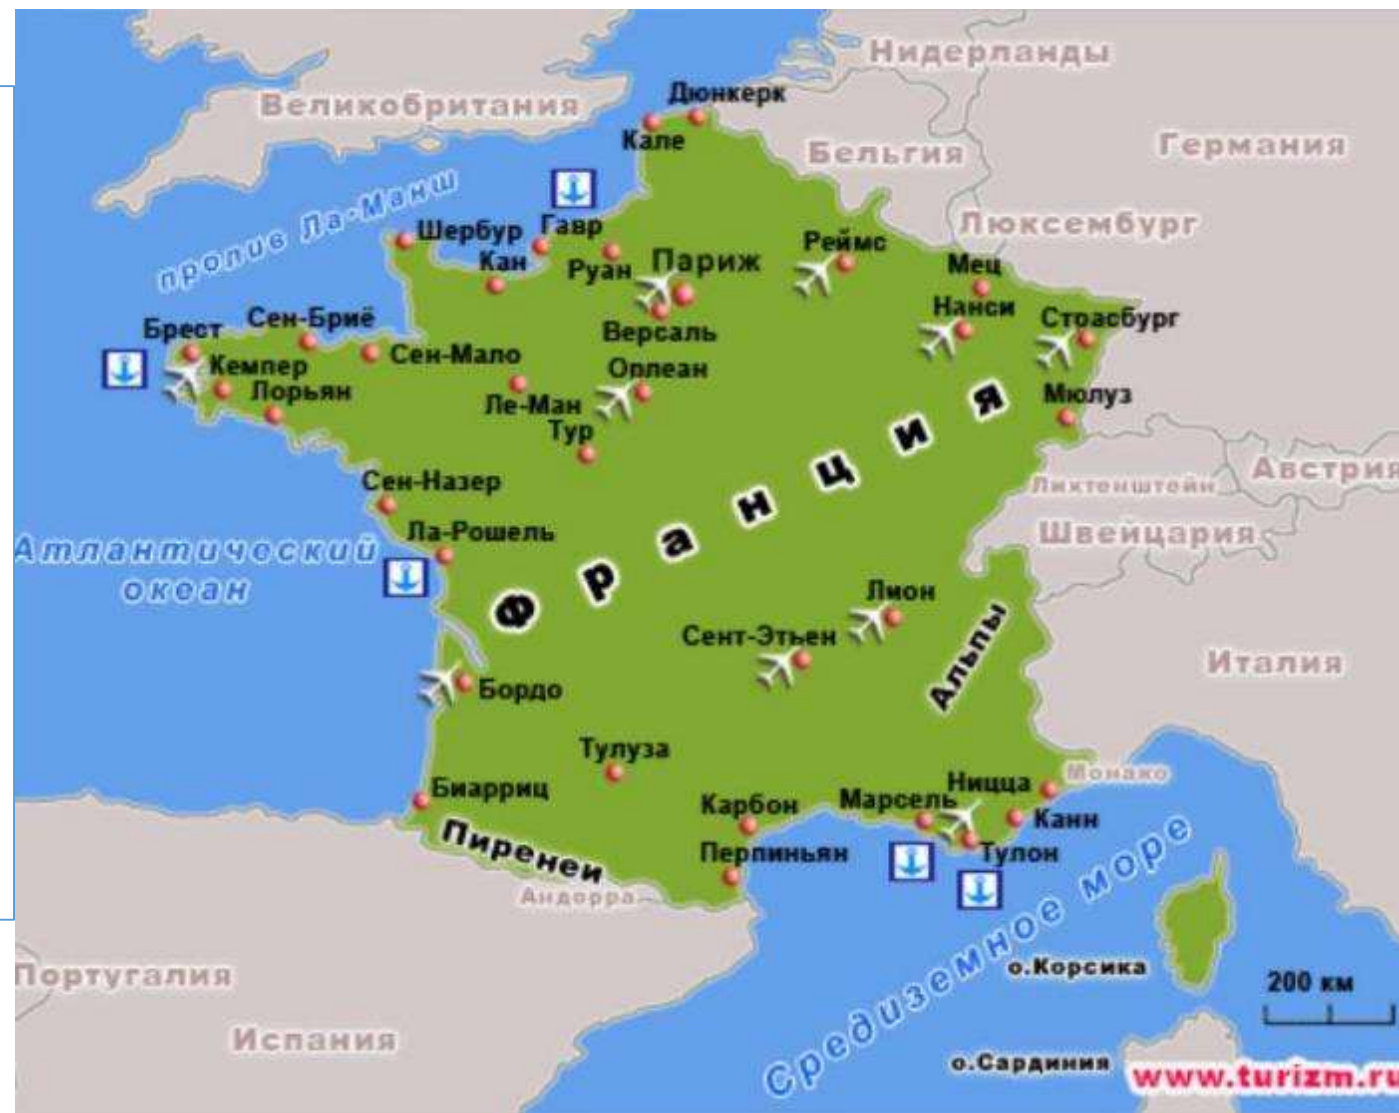 Нидерланды
Дюнкерк
Великобритания
Кале
Бельгия
Германия
пролив Ла-Манш
Люксембург
Шербур
Гавр
Реймс
Кан
Руан
Париж
Мец
Нанси
Страсбург
Брест
Сен-Бриё
Версаль
Кемпер
Сен-Мало
Орлеан
Лорьян
Ле-Ман
Мюлуз
Тур
Франция
Сен-Назер
Австрия
Лихтенштейн
Ла-Рошель
Швейцария
Атлантический
океан
Лион
Сент-Этьен
Альпы
Италия
Бордо
Тулуза
Биарриц
Ницца
Монако
Карбон
Марсель
Канн
Пиренеи
Перпиньян
Тулон
Андорра
Средиземное море
Португалия
о.Корсика
200 км
Испания
о.Сардиния
www.turizm.ru